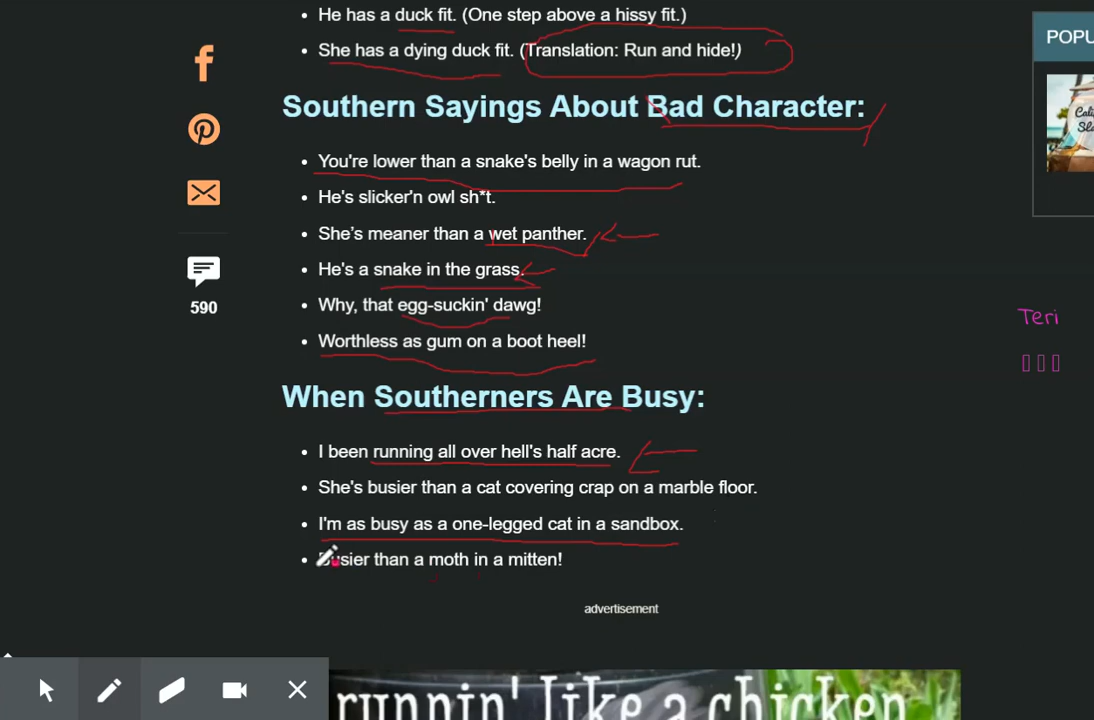 He has a duck fit. (One step above a hissy fit.)
She has a dying duck fit. (Translation: Run and hide!)
POPU
Southern Sayings About Bad Character:
You're lower than a snake's belly in a wagon rut.
He's slicker'n owl sh*t.
She’s meaner than a wet panther.
He's a snake in the grass.
Why, that egg-suckin' dawg!
590
Worthless as gum on a boot heel!
Teri
When Southerners Are Busy:
I been running all over hell's half acre.
She's busier than a cat covering crap on a marble floor.
I'm as busy as a one-legged cat in a sandbox.
Busier than a moth in a mitten!
advertisement
runnin' like a chicken